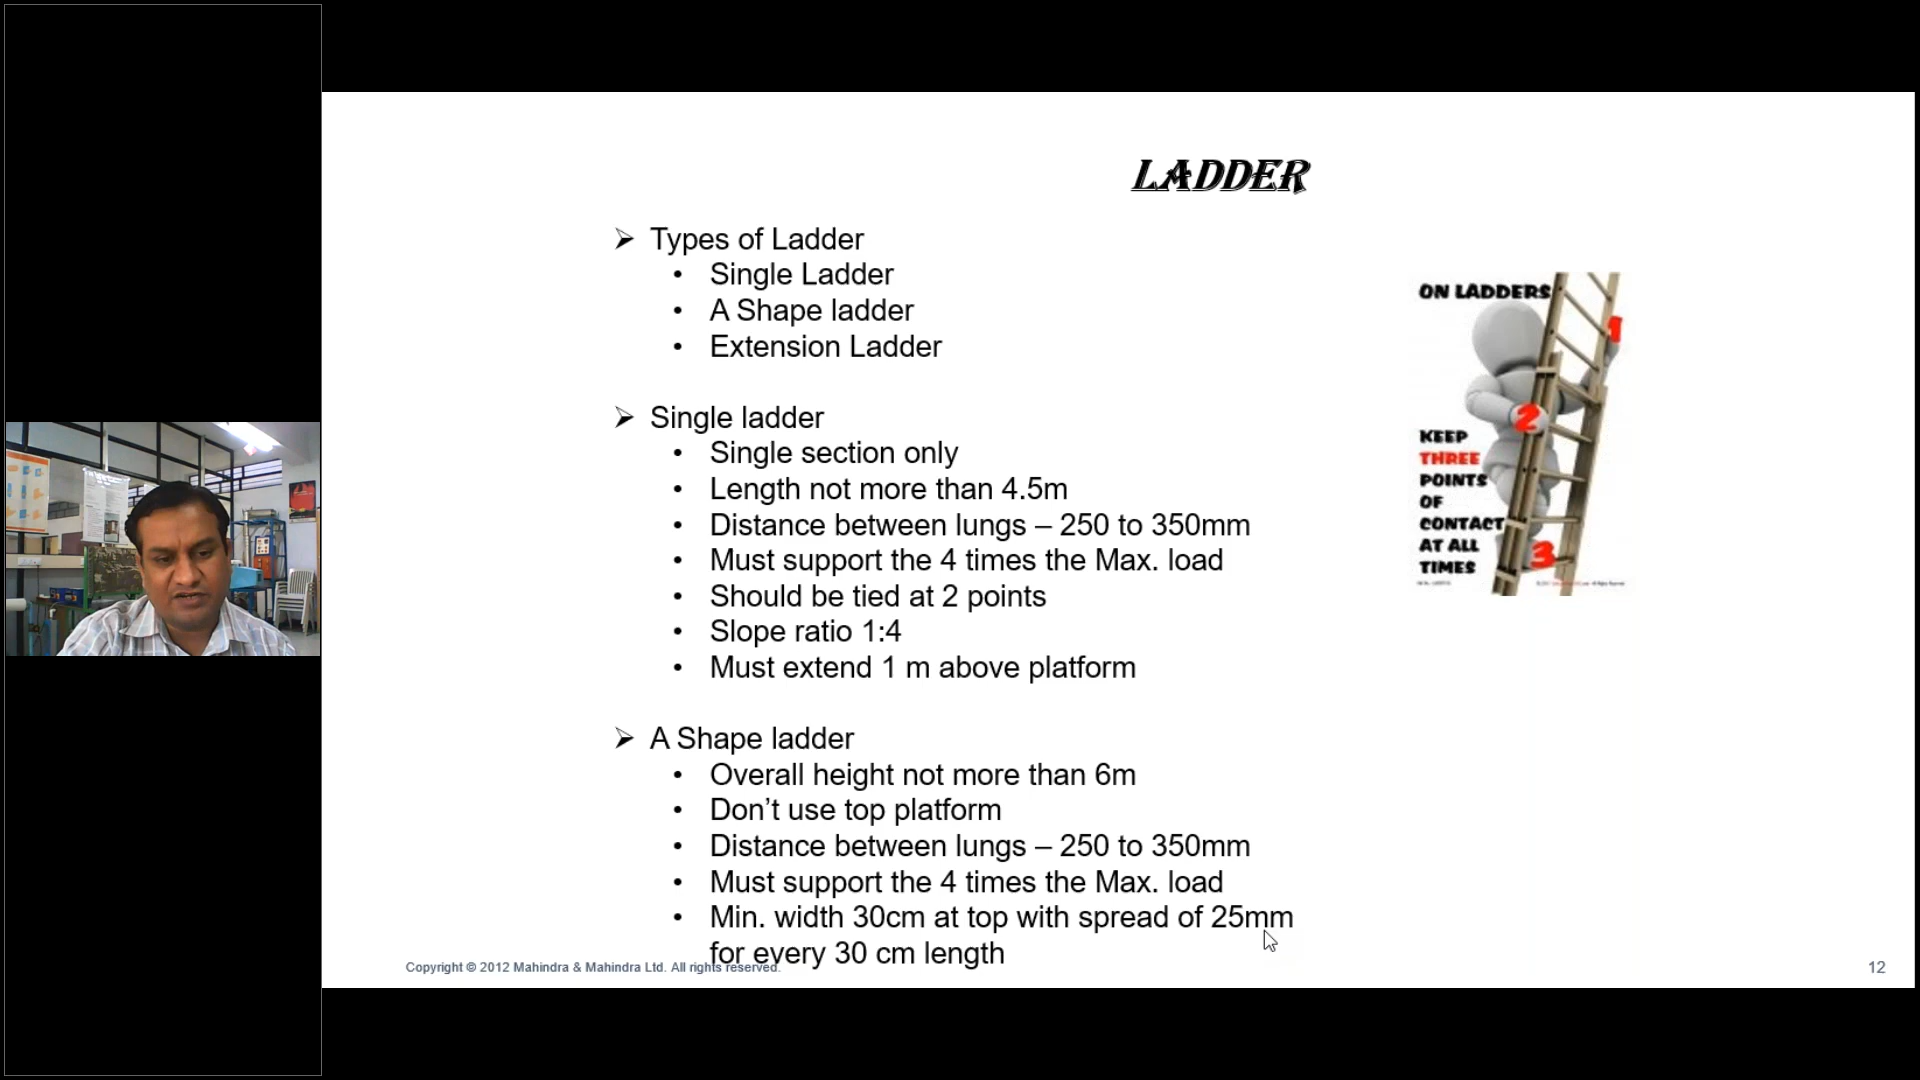 LADDER
➢ Types of Ladder
• Single Ladder
• A Shape ladder
• Extension Ladder
➢ Single ladder
• Single section only
• Length not more than 4.5m
• Distance between lungs – 250 to 350mm
• Must support the 4 times the Max. load
• Should be tied at 2 points
• Slope ratio 1:4
• Must extend 1 m above platform
➢ A Shape ladder
• Overall height not more than 6m
• Don’t use top platform
• Distance between lungs – 250 to 350mm
• Must support the 4 times the Max. load
• Min. width 30cm at top with spread of 25mm
for every 30 cm length
ON LADDERS
1
2
KEEP
THREE
POINTS
OF
CONTACT
AT ALL
TIMES
3
Copyright © 2012 Mahindra & Mahindra Ltd. All rights reserved.
12